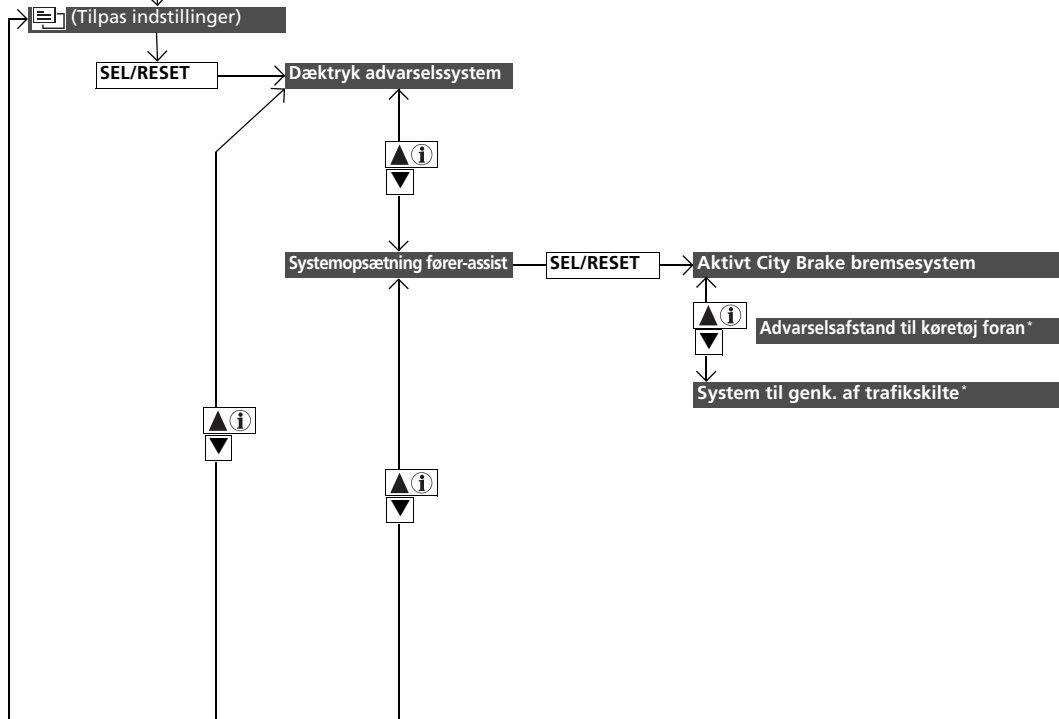 (Tilpas indstillinger)
SEL/RESET
Dæktryk advarselssystem
Systemopsætning fører-assist
SEL/RESET
Aktivt City Brake bremsesystem
Advarselsafstand til køretøj foran*
System til genk. af trafikskilte*